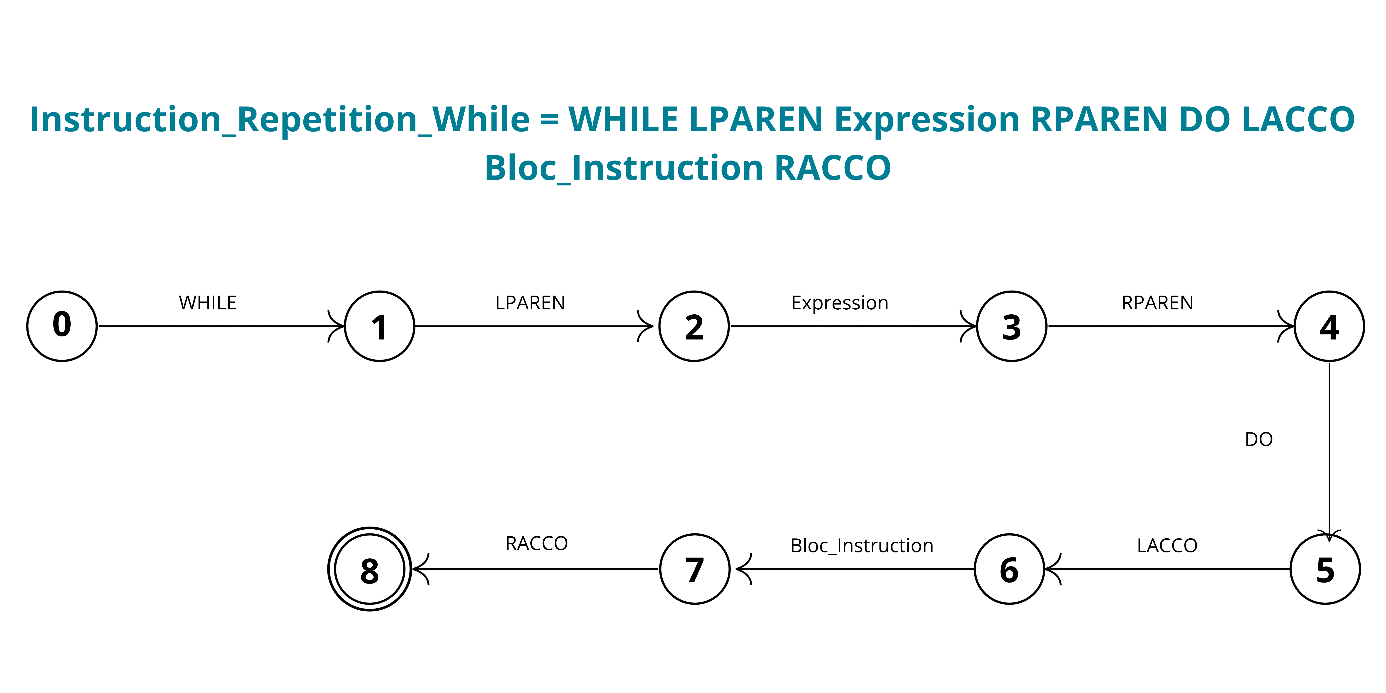 Instruction_Repetition_While = WHILE LPAREN Expression RPAREN DO LACCO
Bloc_Instruction RACCO
WHILE LPAREN Expression RPAREN
0 1 2 3 4
DO
RACCO Bloc_Instruction LACCO
8 7 6 5